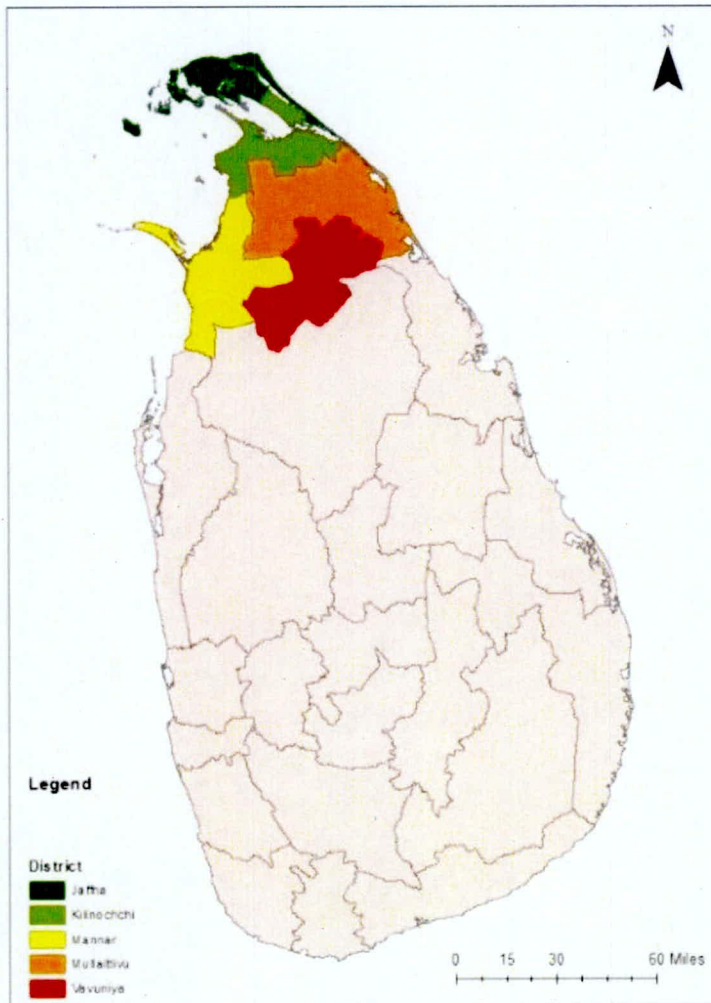 N
Legend
District
Jaffna
Kilinochchi
Mannar
Mullaitivu
Vavuniya
0 15 30 60 Miles